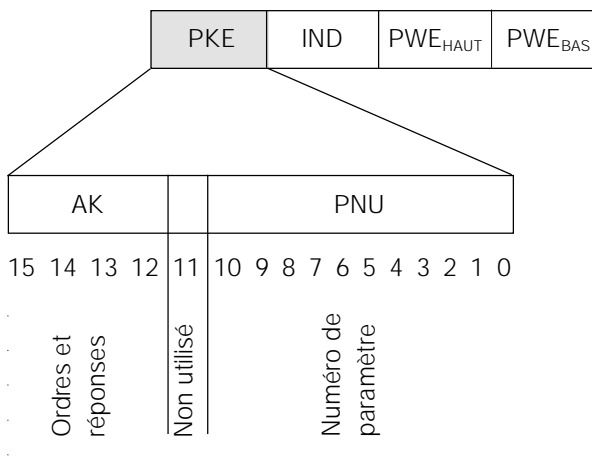 PKE IND PWEHAUT PWEBAS
AK PNU
15 14 13 12 11 10 9 8 7 6 5 4 3 2 1 0
Ordres et
réponses
Non utilisé
Numéro de
paramètre